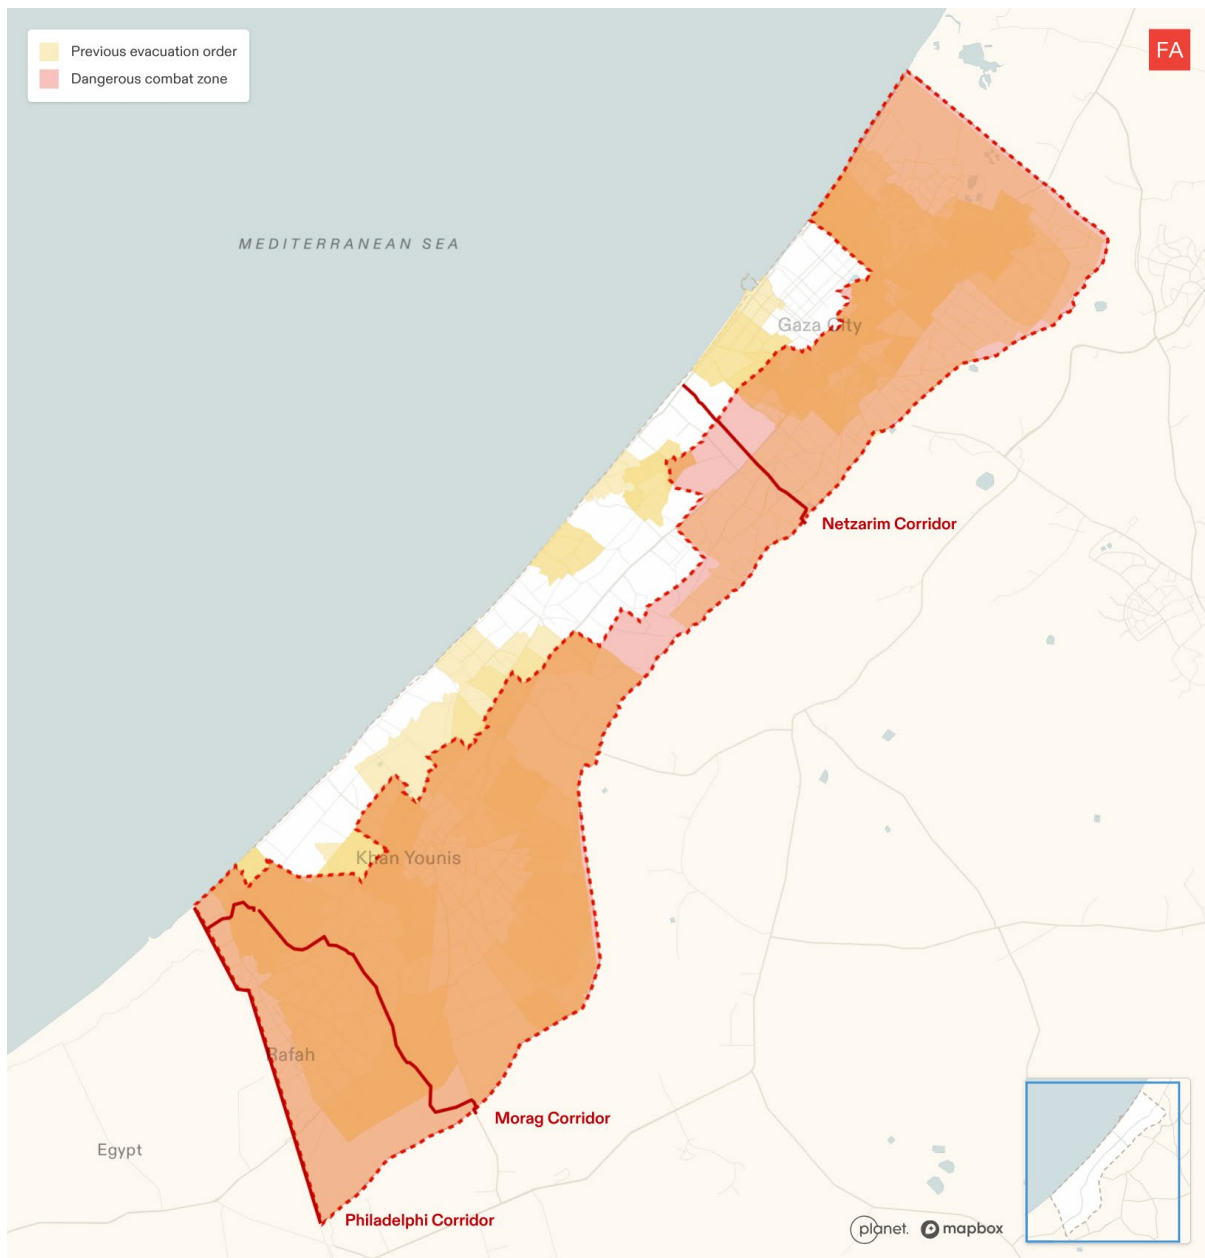 Previous evacuation order
Dangerous combat zone
FA
MEDITERRANEAN SEA
Gaza City
Netzarim Corridor
Khan Younis
Rafah
Morag Corridor
Egypt
Philadelphi Corridor
planet. mapbox